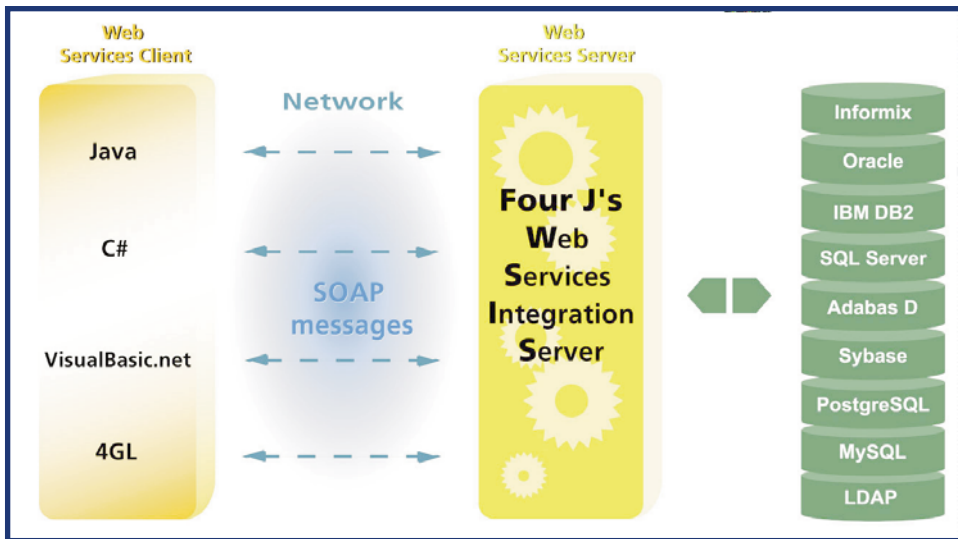 Web
Services Client
Java
C#
VisualBasic.net
4GL
Network
SOAP
messages
Web
Services Server
Four J's
Web
Services
Integration
Server
Informix
Oracle
IBM DB2
SQL Server
Adabas D
Sybase
PostgreSQL
MySQL
LDAP